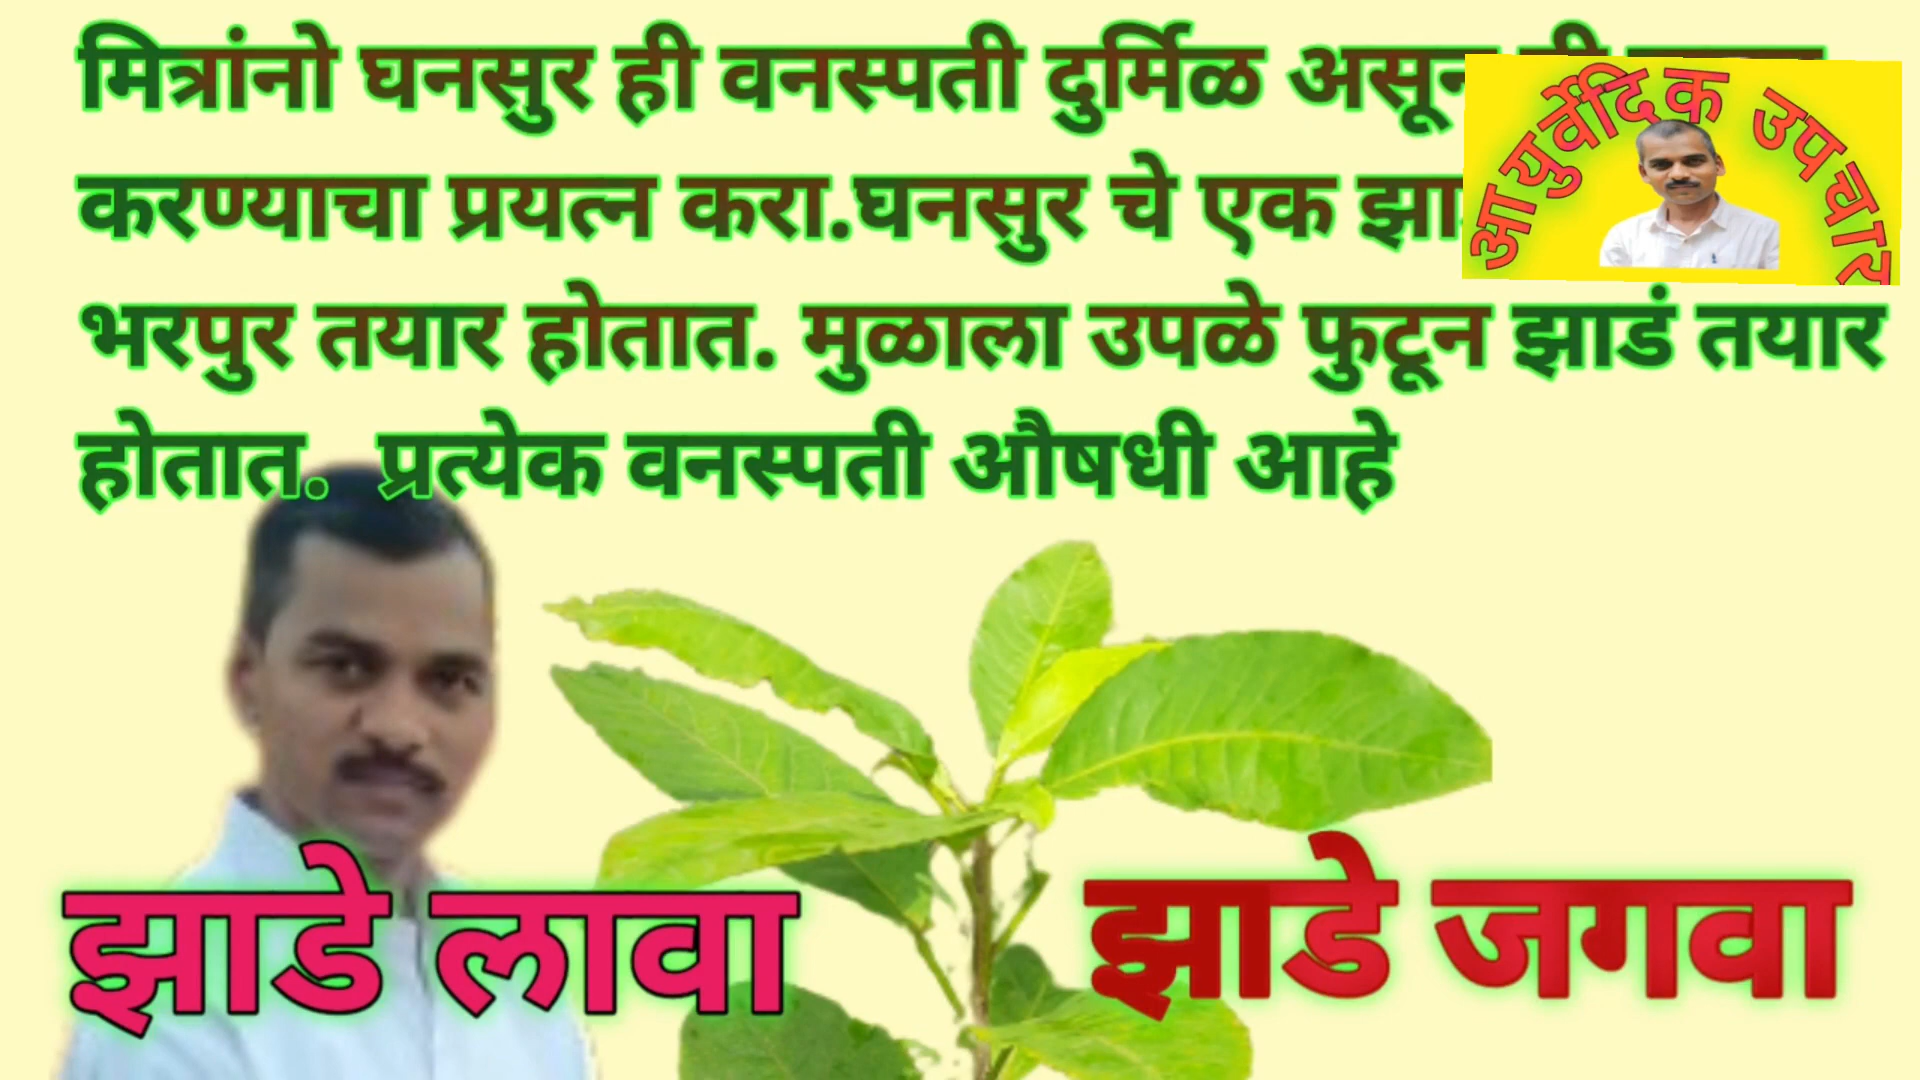 मित्रांनो घनसुर ही वनस्पती दुर्मिळ असून
करण्याचा प्रयत्न करा.घनसुर चे एक
भरपुर तयार होतात. मुळाला उपळे फुटून झाडं तयार
होतात. प्रत्येक वनस्पती औषधी आहे
आयुर्वेदिक उपचार
झाडे लावा
झाडे जगवा